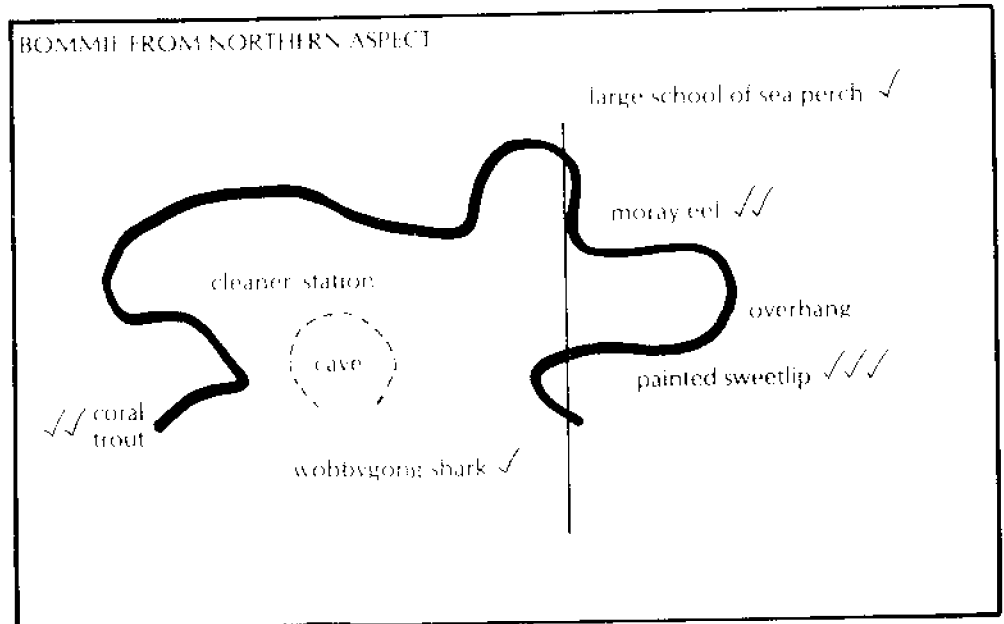 BOMMIE FROM NORTHERN ASPECT
large school of sea perch ✓
moray eel ✓✓
cleaner station
overhang
cave
painted sweetlip ✓✓✓
✓✓ coral
trout
wobbygong shark ✓